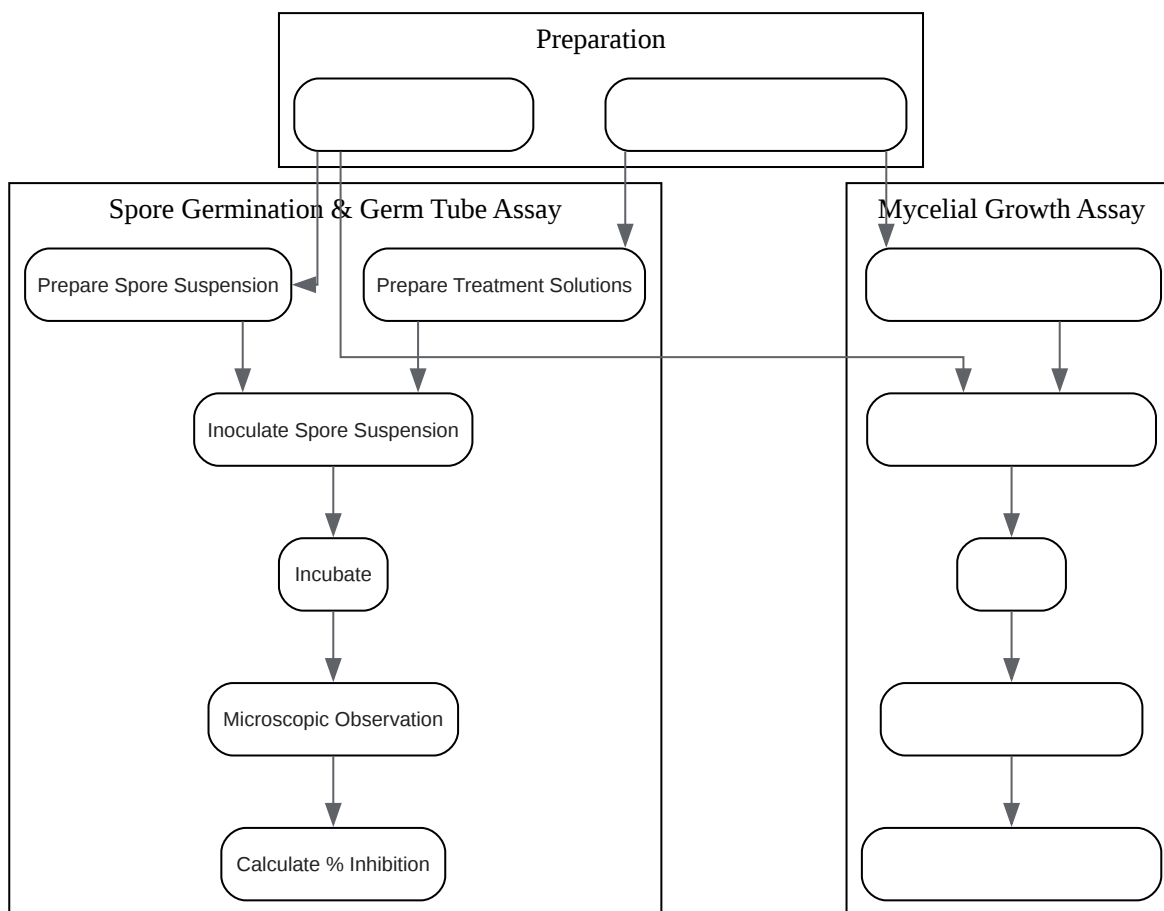 Preparation
Spore Germination & Germ Tube Assay
Mycelial Growth Assay
Prepare Spore Suspension
Prepare Treatment Solutions
Inoculate Spore Suspension
Incubate
Microscopic Observation
Calculate % Inhibition